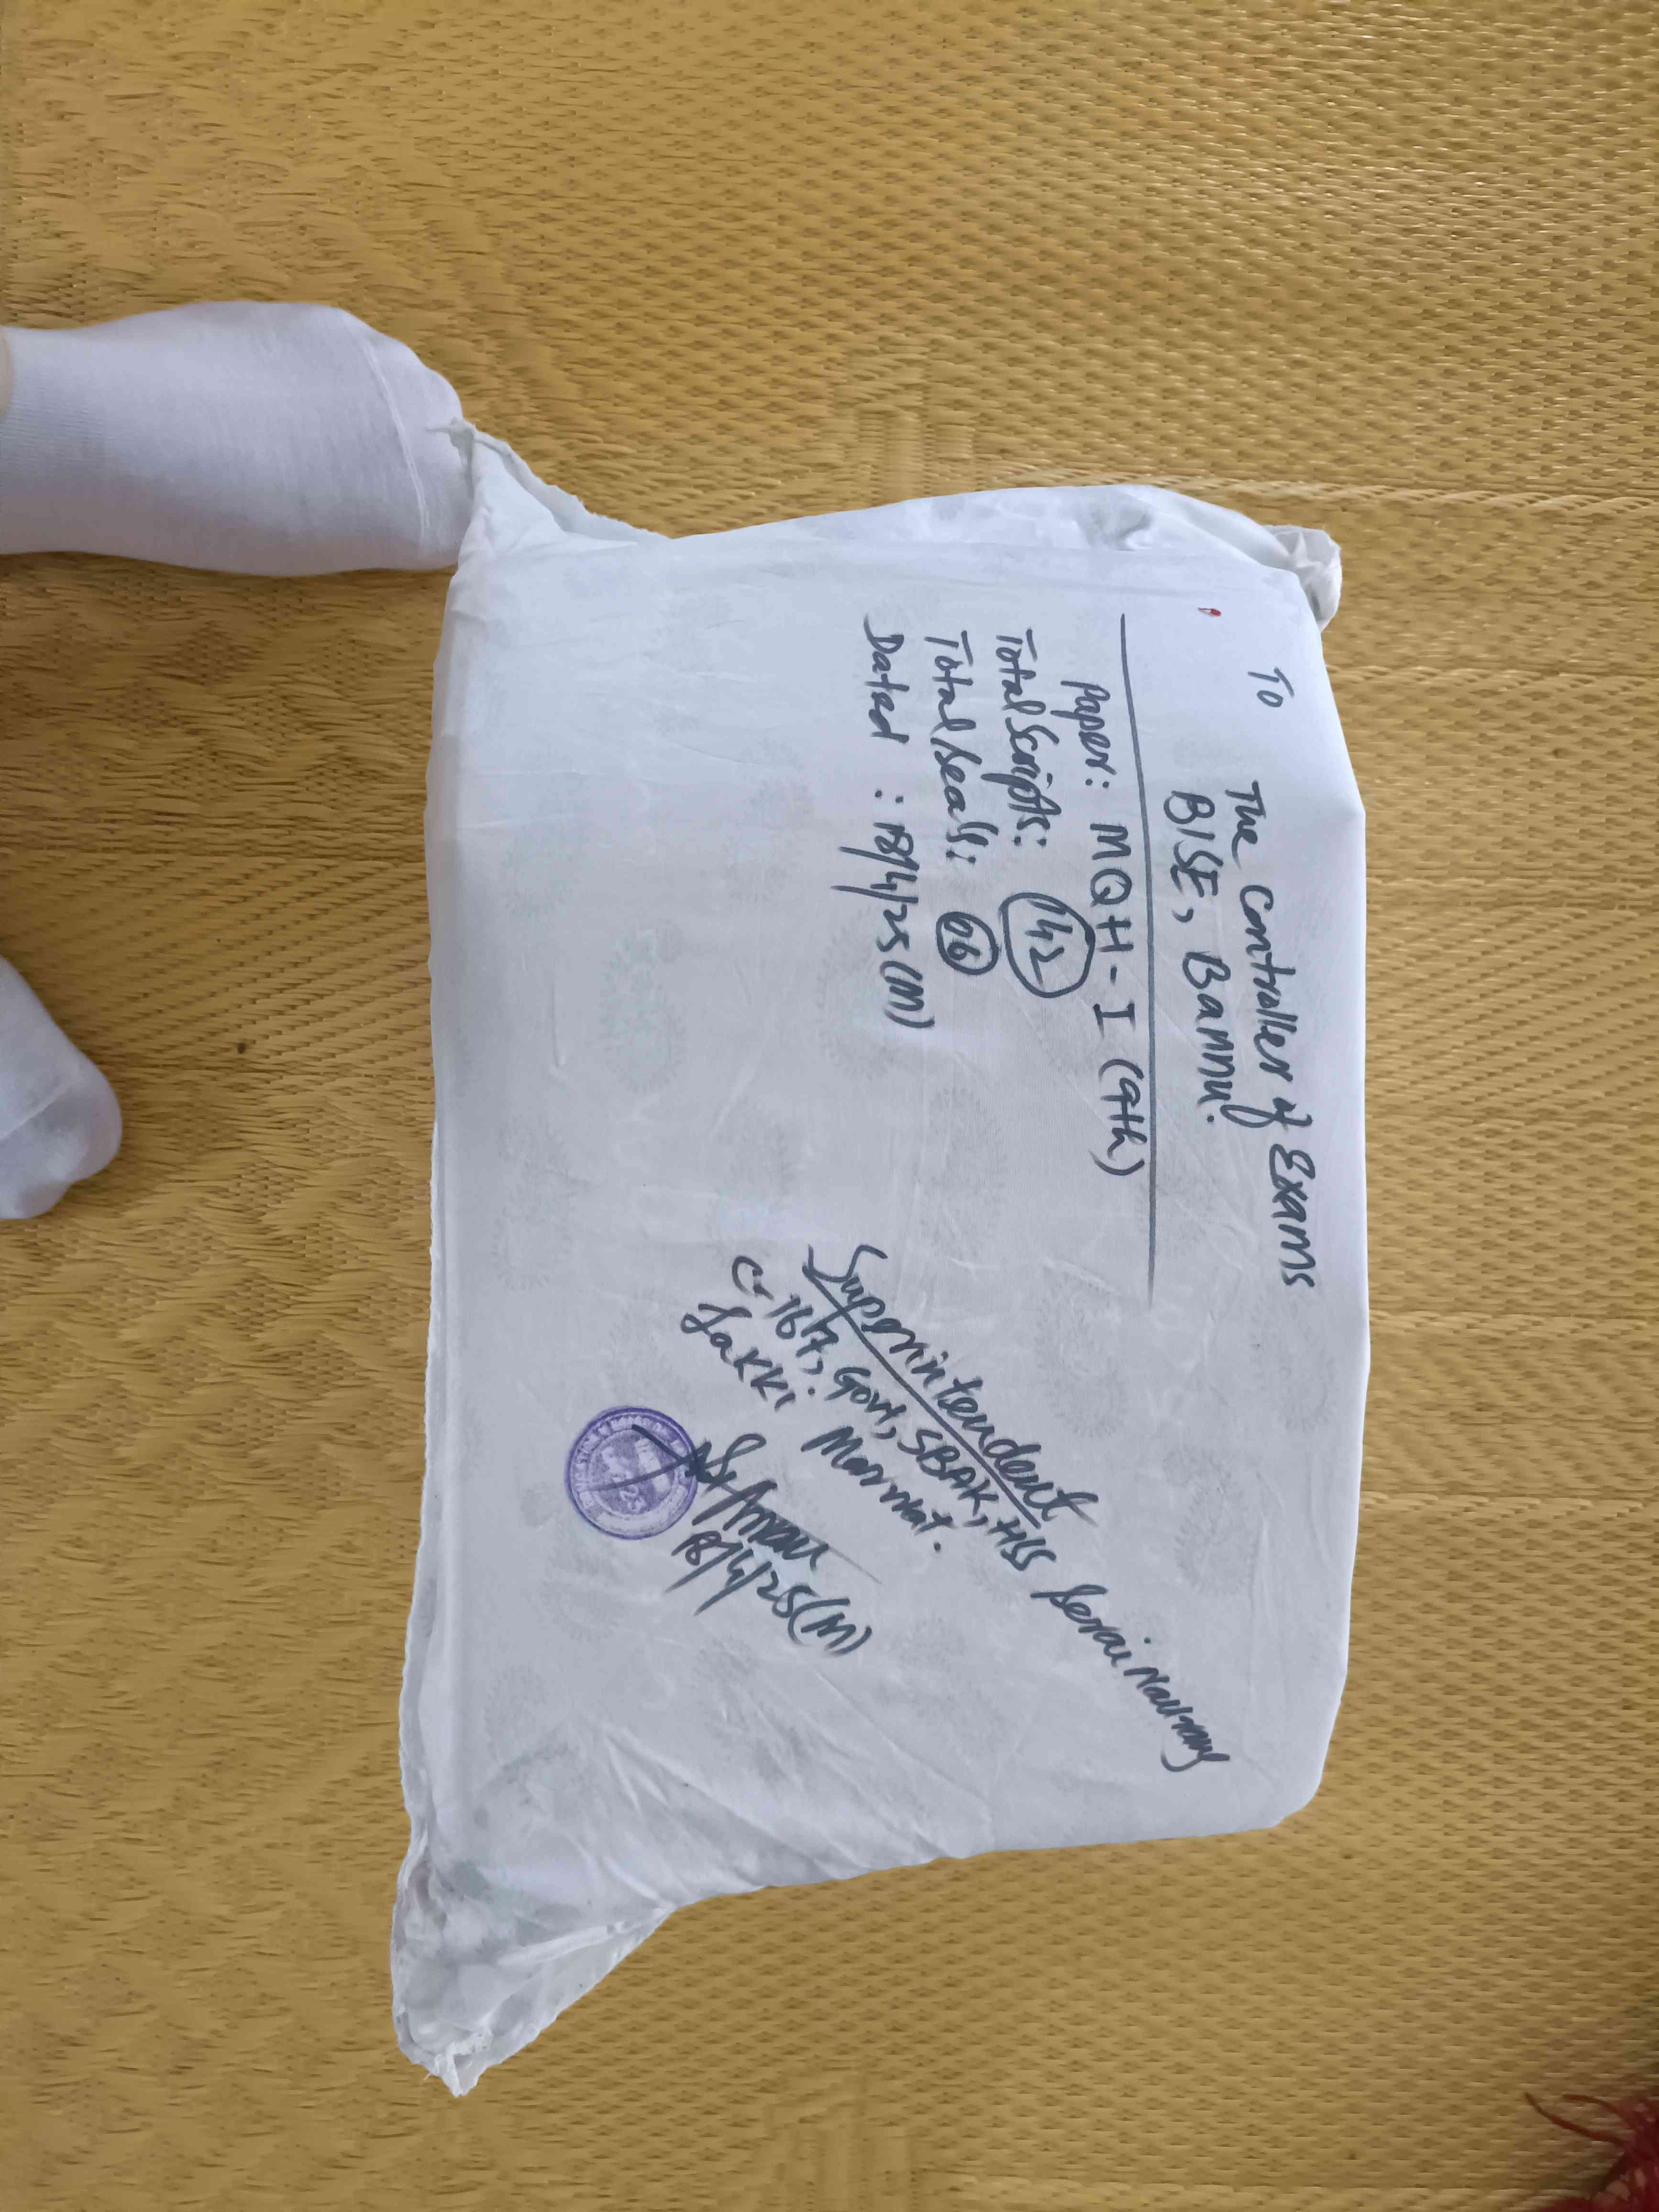 To
The Controller of Exams
BISE, Bannu.
Paper: MQH-I (9th)
Total Scripts: 142
Total Seals: 06
Dated : 18/4/25 (M)
Superintendent
C-167, Govt, SBAK, HSS Serai Naurang
Lakki Marwat.
18/4/25(M)